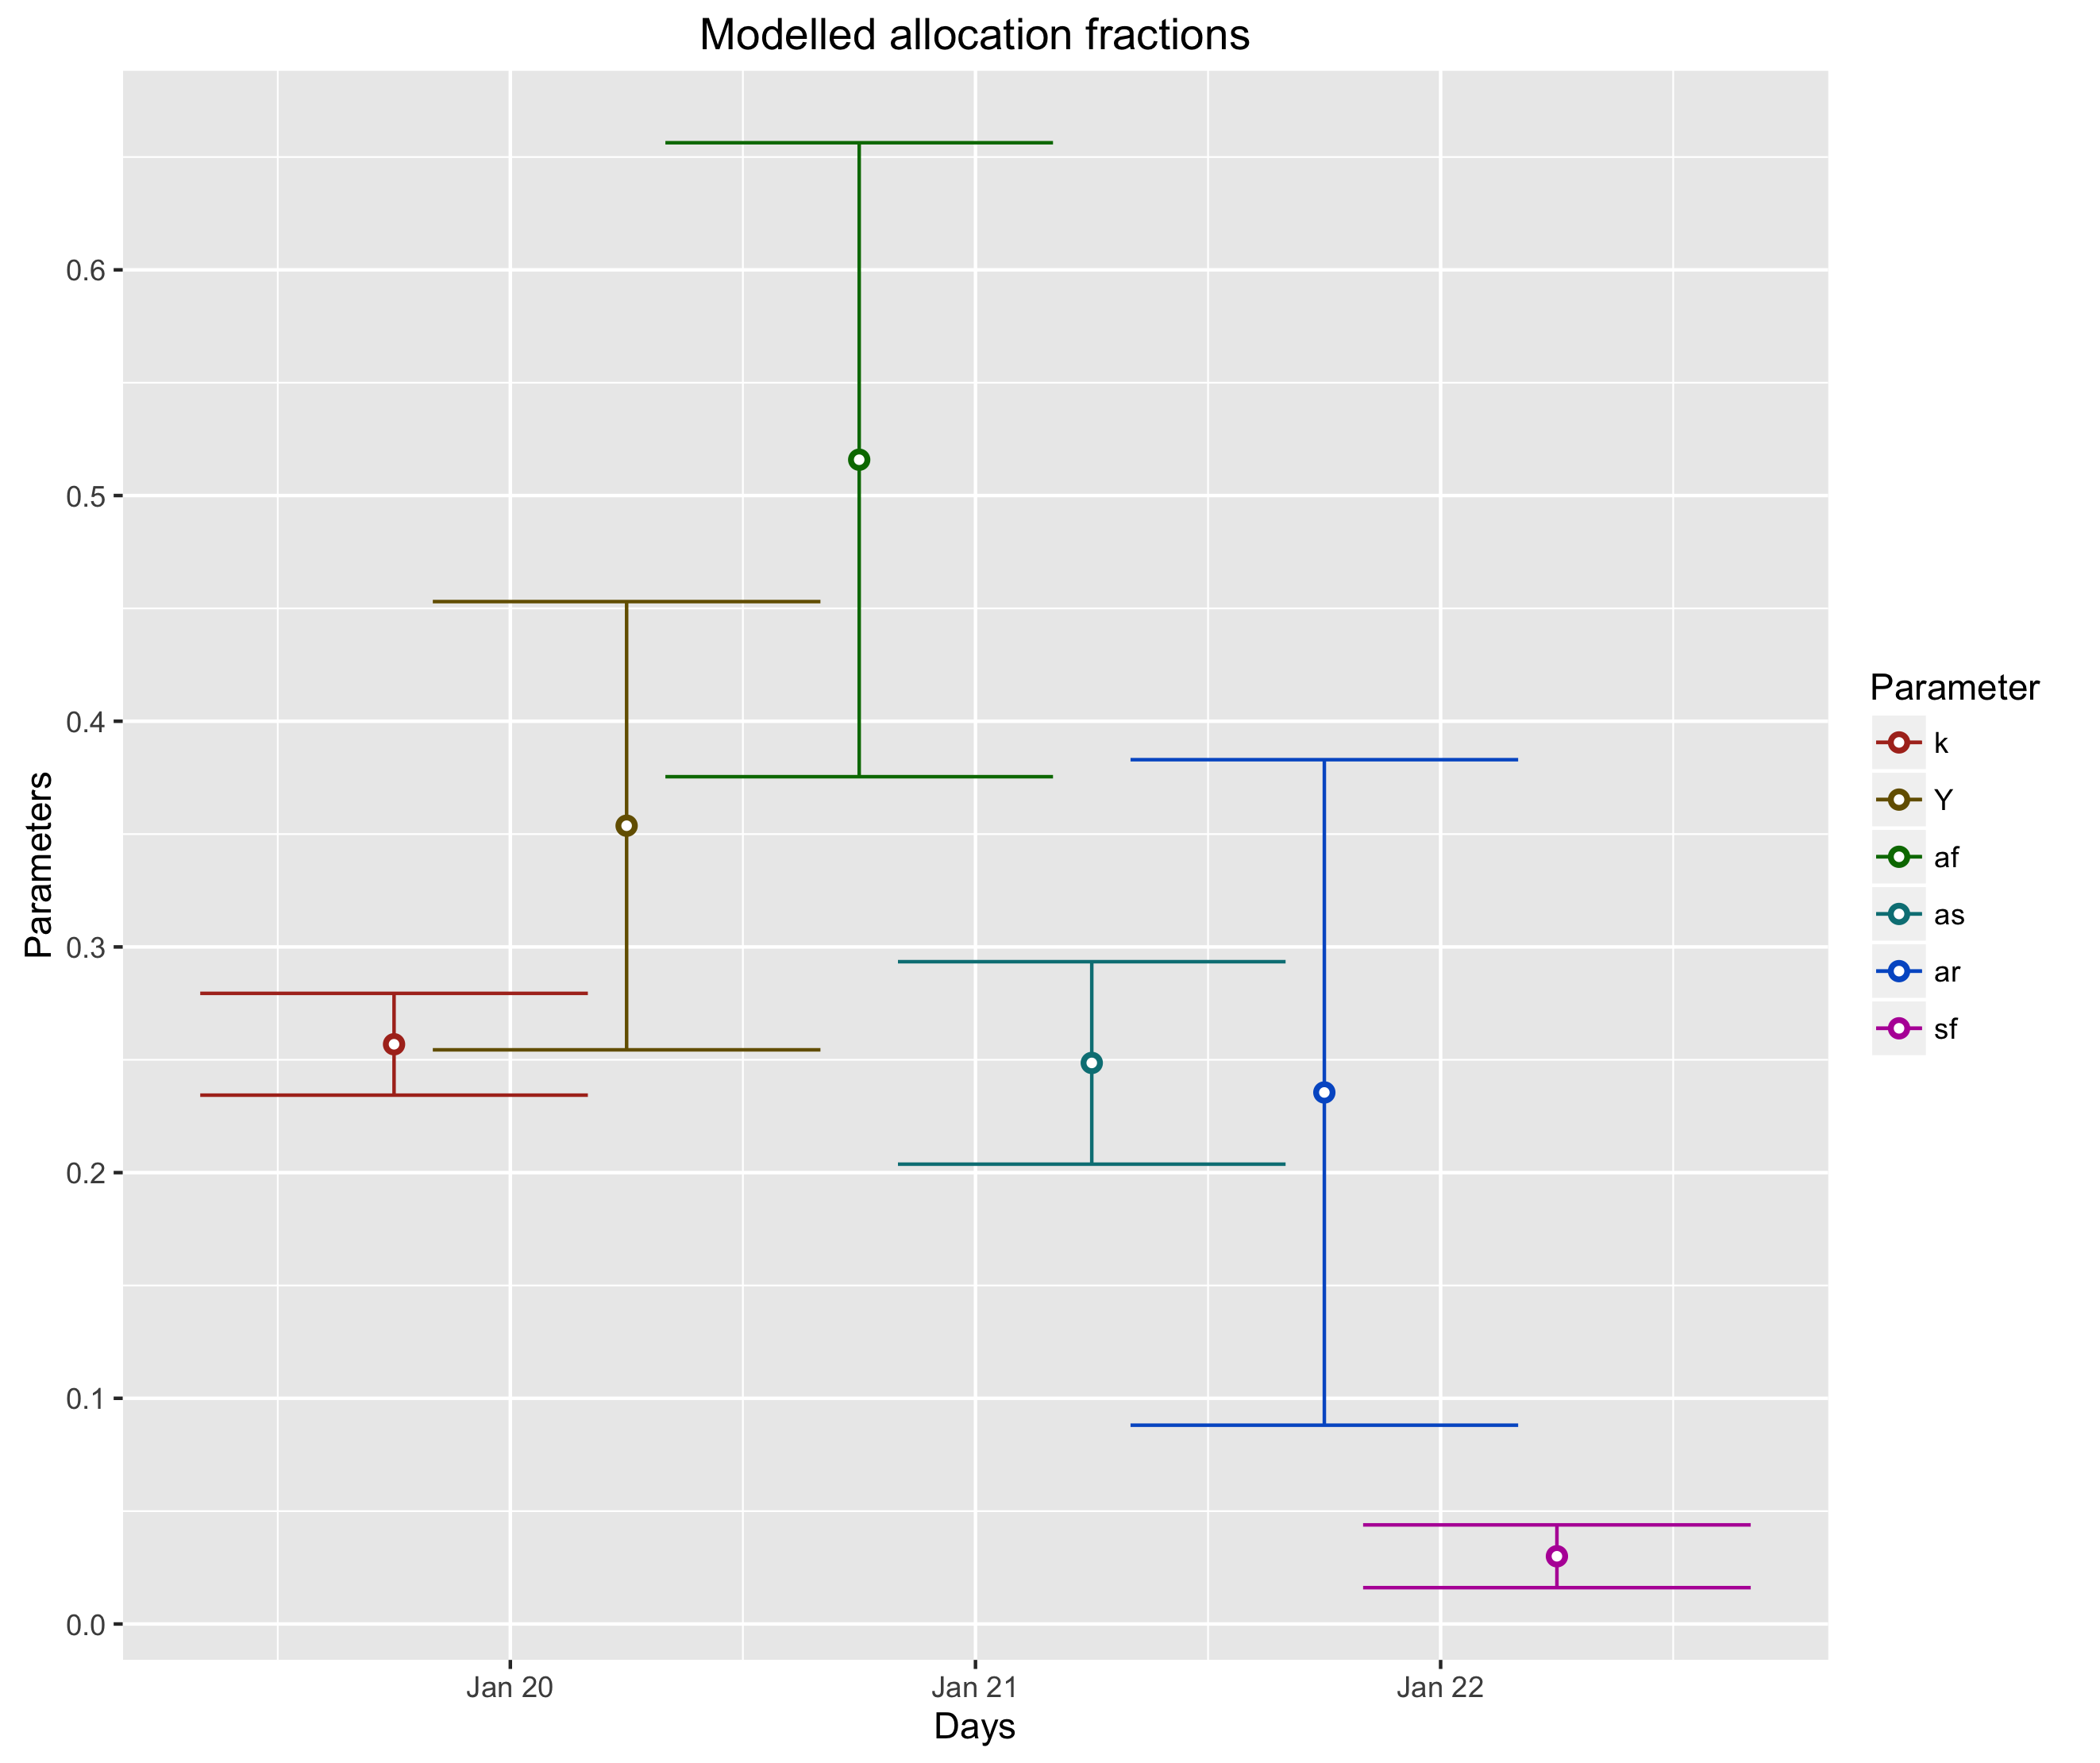 Modelled allocation fractions
Parameters
0.6
0.5
0.4
0.3
0.2
0.1
0.0
Jan 20
Jan 21
Jan 22
Days
Parameter
k
Y
af
as
ar
sf